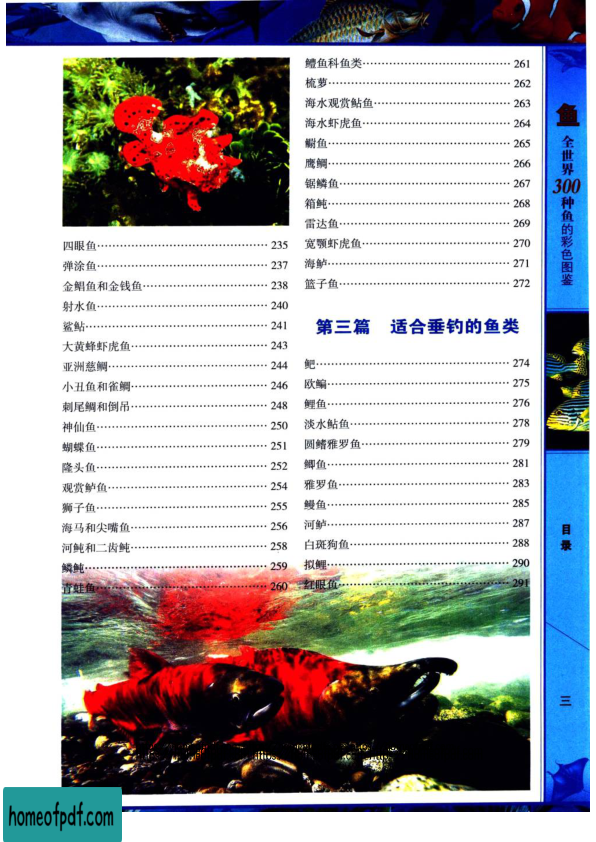 四眼鱼……235
弹涂鱼……237
金鲳鱼和金钱鱼……238
射水鱼……240
鲨鲇……241
大黄蜂虾虎鱼……243
亚洲慈鲷……244
小丑鱼和雀鲷……246
刺尾鲷和倒吊……248
神仙鱼……250
蝴蝶鱼……251
隆头鱼……252
观赏鲈鱼……254
狮子鱼……255
海马和尖嘴鱼……256
河鲀和二齿鲀……258
鳞鲀……259
青蛙鱼……260
鳢鱼科鱼类……261
梳萝……262
海水观赏鲇鱼……263
海水虾虎鱼……264
䲁鱼……265
鹰鲷……266
锯鳞鱼……267
箱鲀……268
雷达鱼……269
宽颚虾虎鱼……270
海鲈……271
篮子鱼……272
第三篇 适合垂钓的鱼类
鲃……274
欧鳊……275
鲤鱼……276
淡水鲇鱼……278
圆鳍雅罗鱼……279
鲫鱼……281
雅罗鱼……283
鳗鱼……285
河鲈……287
白斑狗鱼……288
拟鲤……290
红眼鱼……291
鱼
全世界300种鱼的彩色图鉴
目录
三
homeofpdf.com